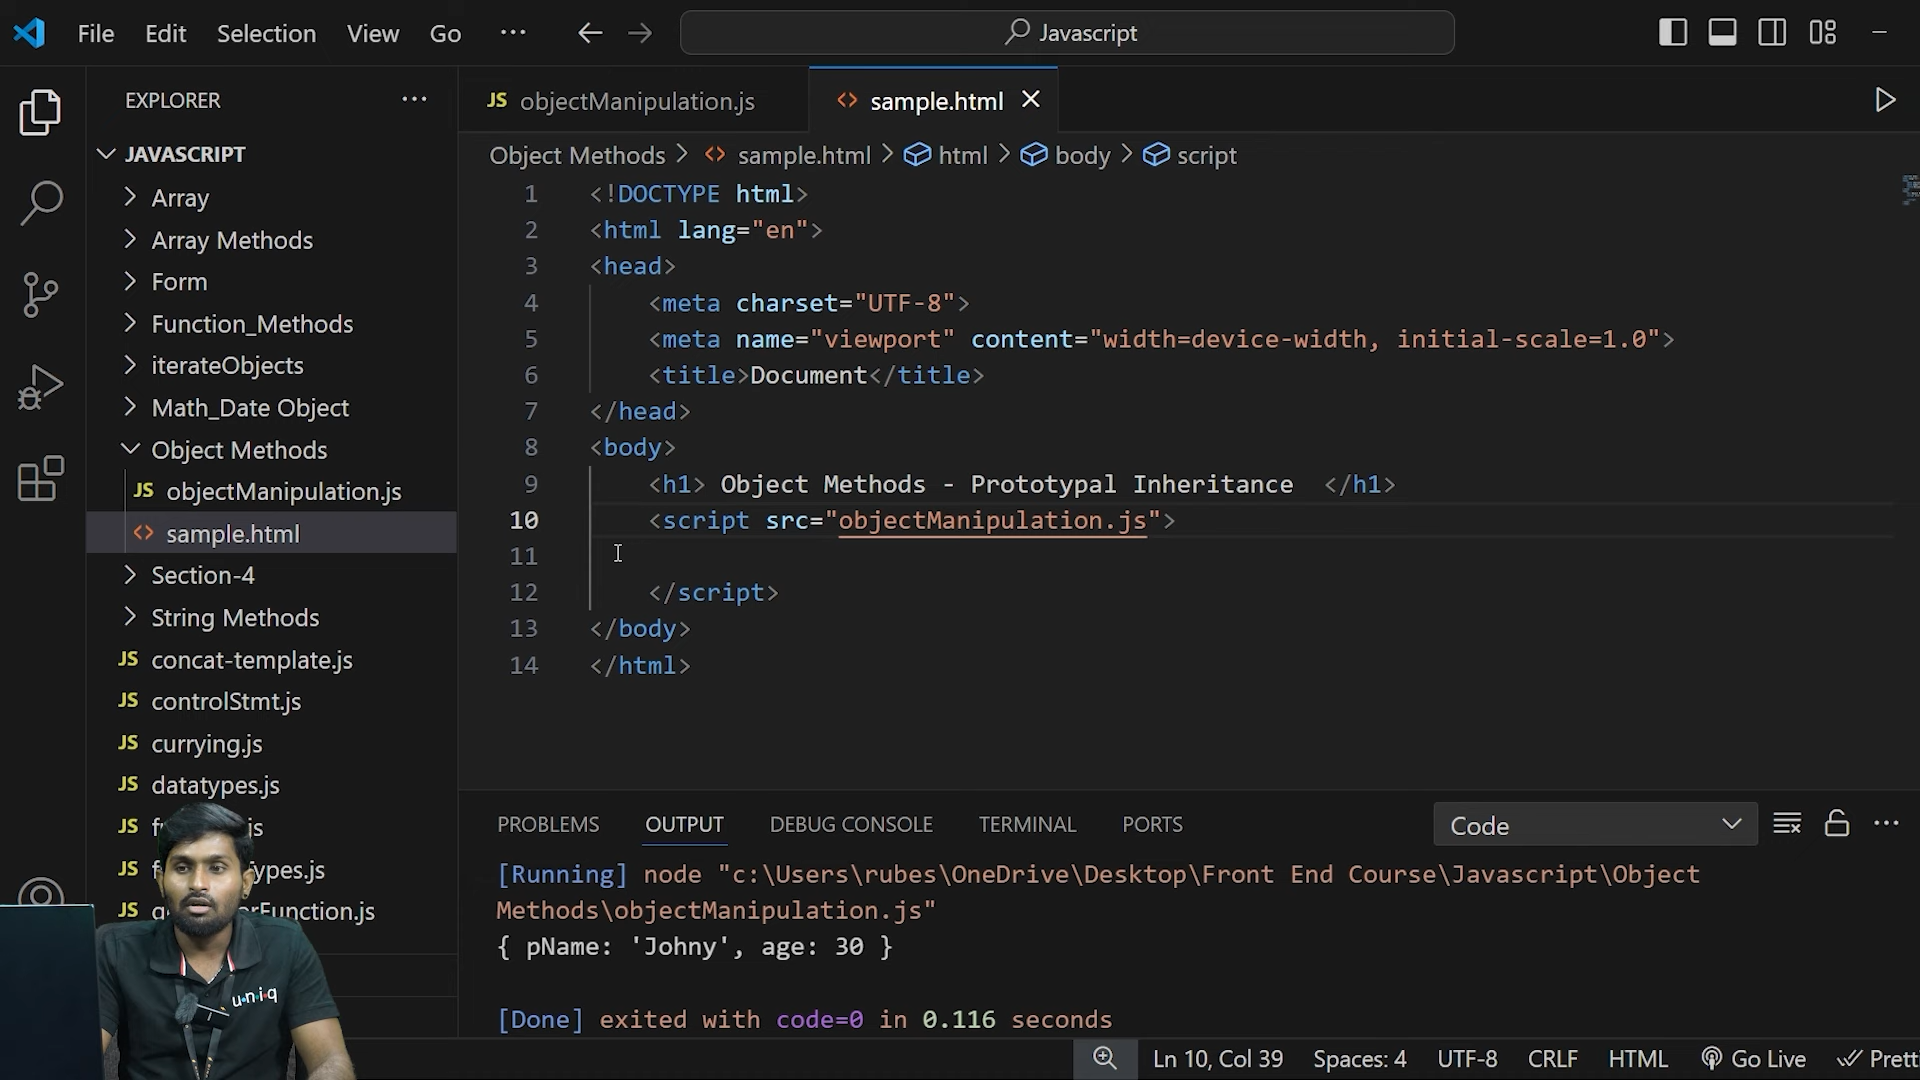 File Edit Selection View Go ··· Javascript
EXPLORER ···
JS objectManipulation.js
<> sample.html
JAVASCRIPT
Array
Array Methods
Form
Function_Methods
iterateObjects
Math_Date Object
Object Methods
JS objectManipulation.js
<> sample.html
Section-4
String Methods
JS concat-template.js
JS controlStmt.js
JS currying.js
JS datatypes.js
JS
JS
JS
Object Methods > <> sample.html > html > body > script
1 <!DOCTYPE html>
2 <html lang="en">
3 <head>
4 <meta charset="UTF-8">
5 <meta name="viewport" content="width=device-width, initial-scale=1.0">
6 <title>Document</title>
7 </head>
8 <body>
9 <h1> Object Methods - Prototypal Inheritance </h1>
10 <script src="objectManipulation.js">
11
12 </script>
13 </body>
14 </html>
PROBLEMS OUTPUT DEBUG CONSOLE TERMINAL PORTS Code ···
[Running] node "c:\Users\rubes\OneDrive\Desktop\Front End Course\Javascript\Object
Methods\objectManipulation.js"
{ pName: 'Johny', age: 30 }
[Done] exited with code=0 in 0.116 seconds
uniq
Ln 10, Col 39 Spaces: 4 UTF-8 CRLF HTML Go Live